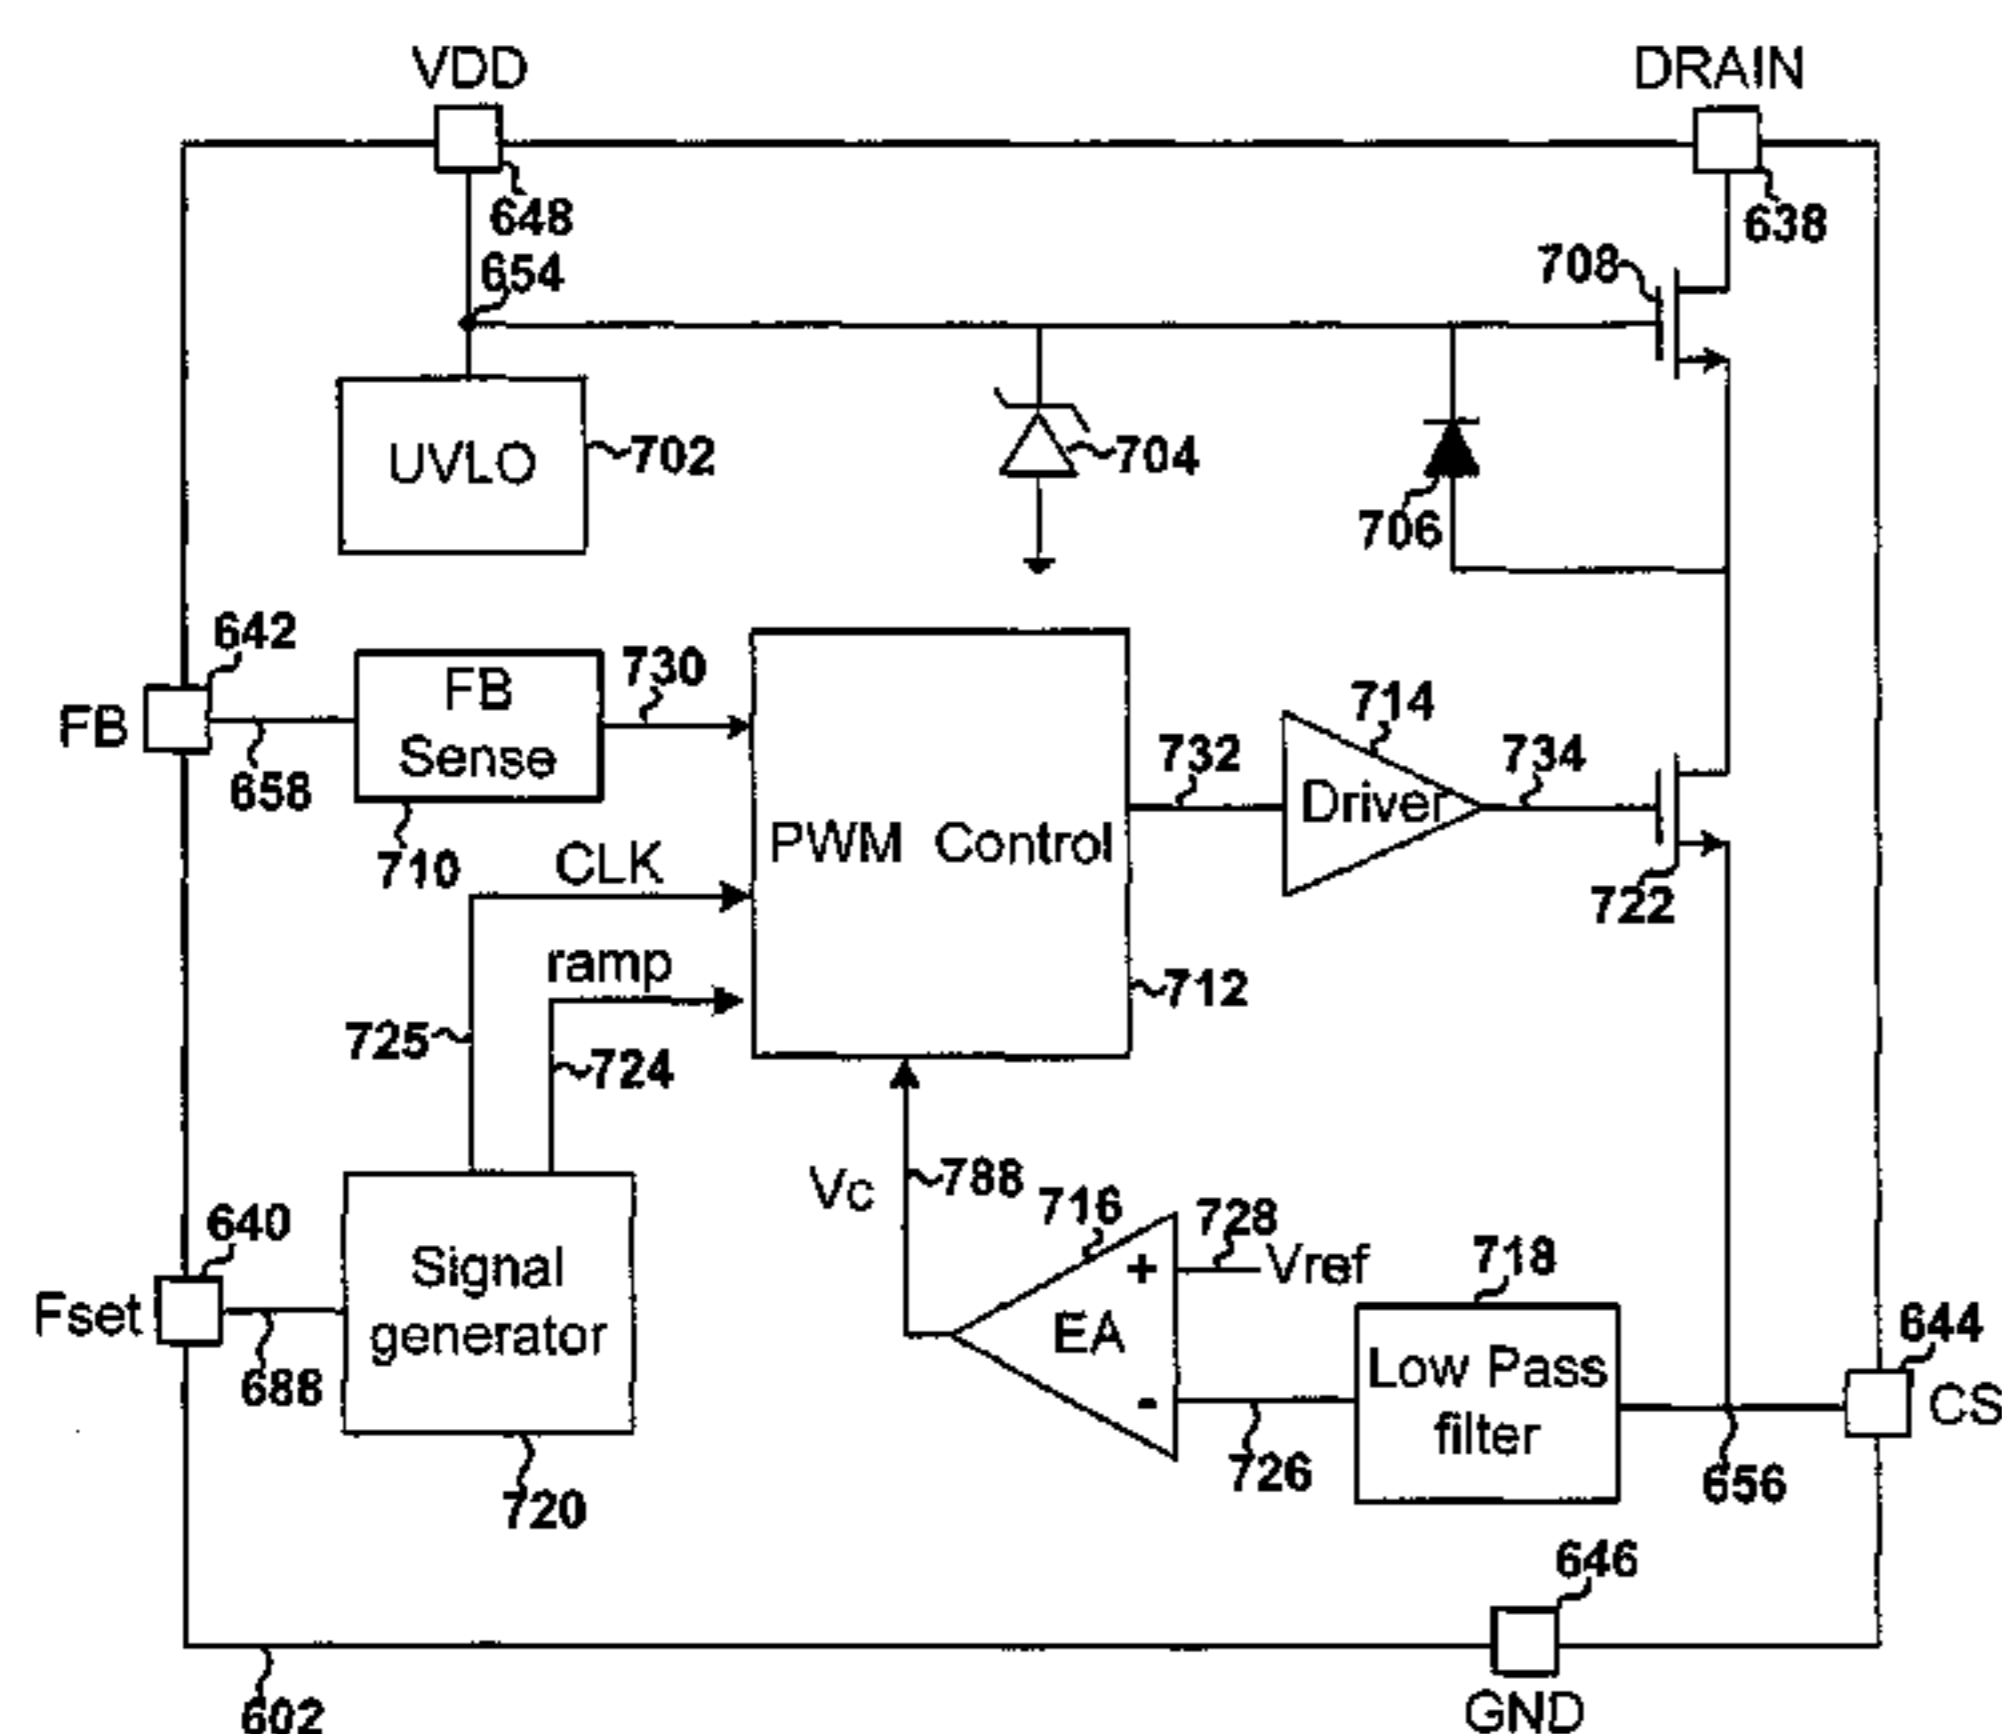 VDD
DRAIN
648
638
654
708
UVLO
702
704
706
642
FB
FB
Sense
730
658
710
PWM Control
732
714
Driver
734
722
CLK
ramp
725
724
712
Vc
788
716
728
+
Vref
EA
-
718
Low Pass
filter
726
656
644
CS
640
Fset
688
Signal
generator
720
646
GND
602